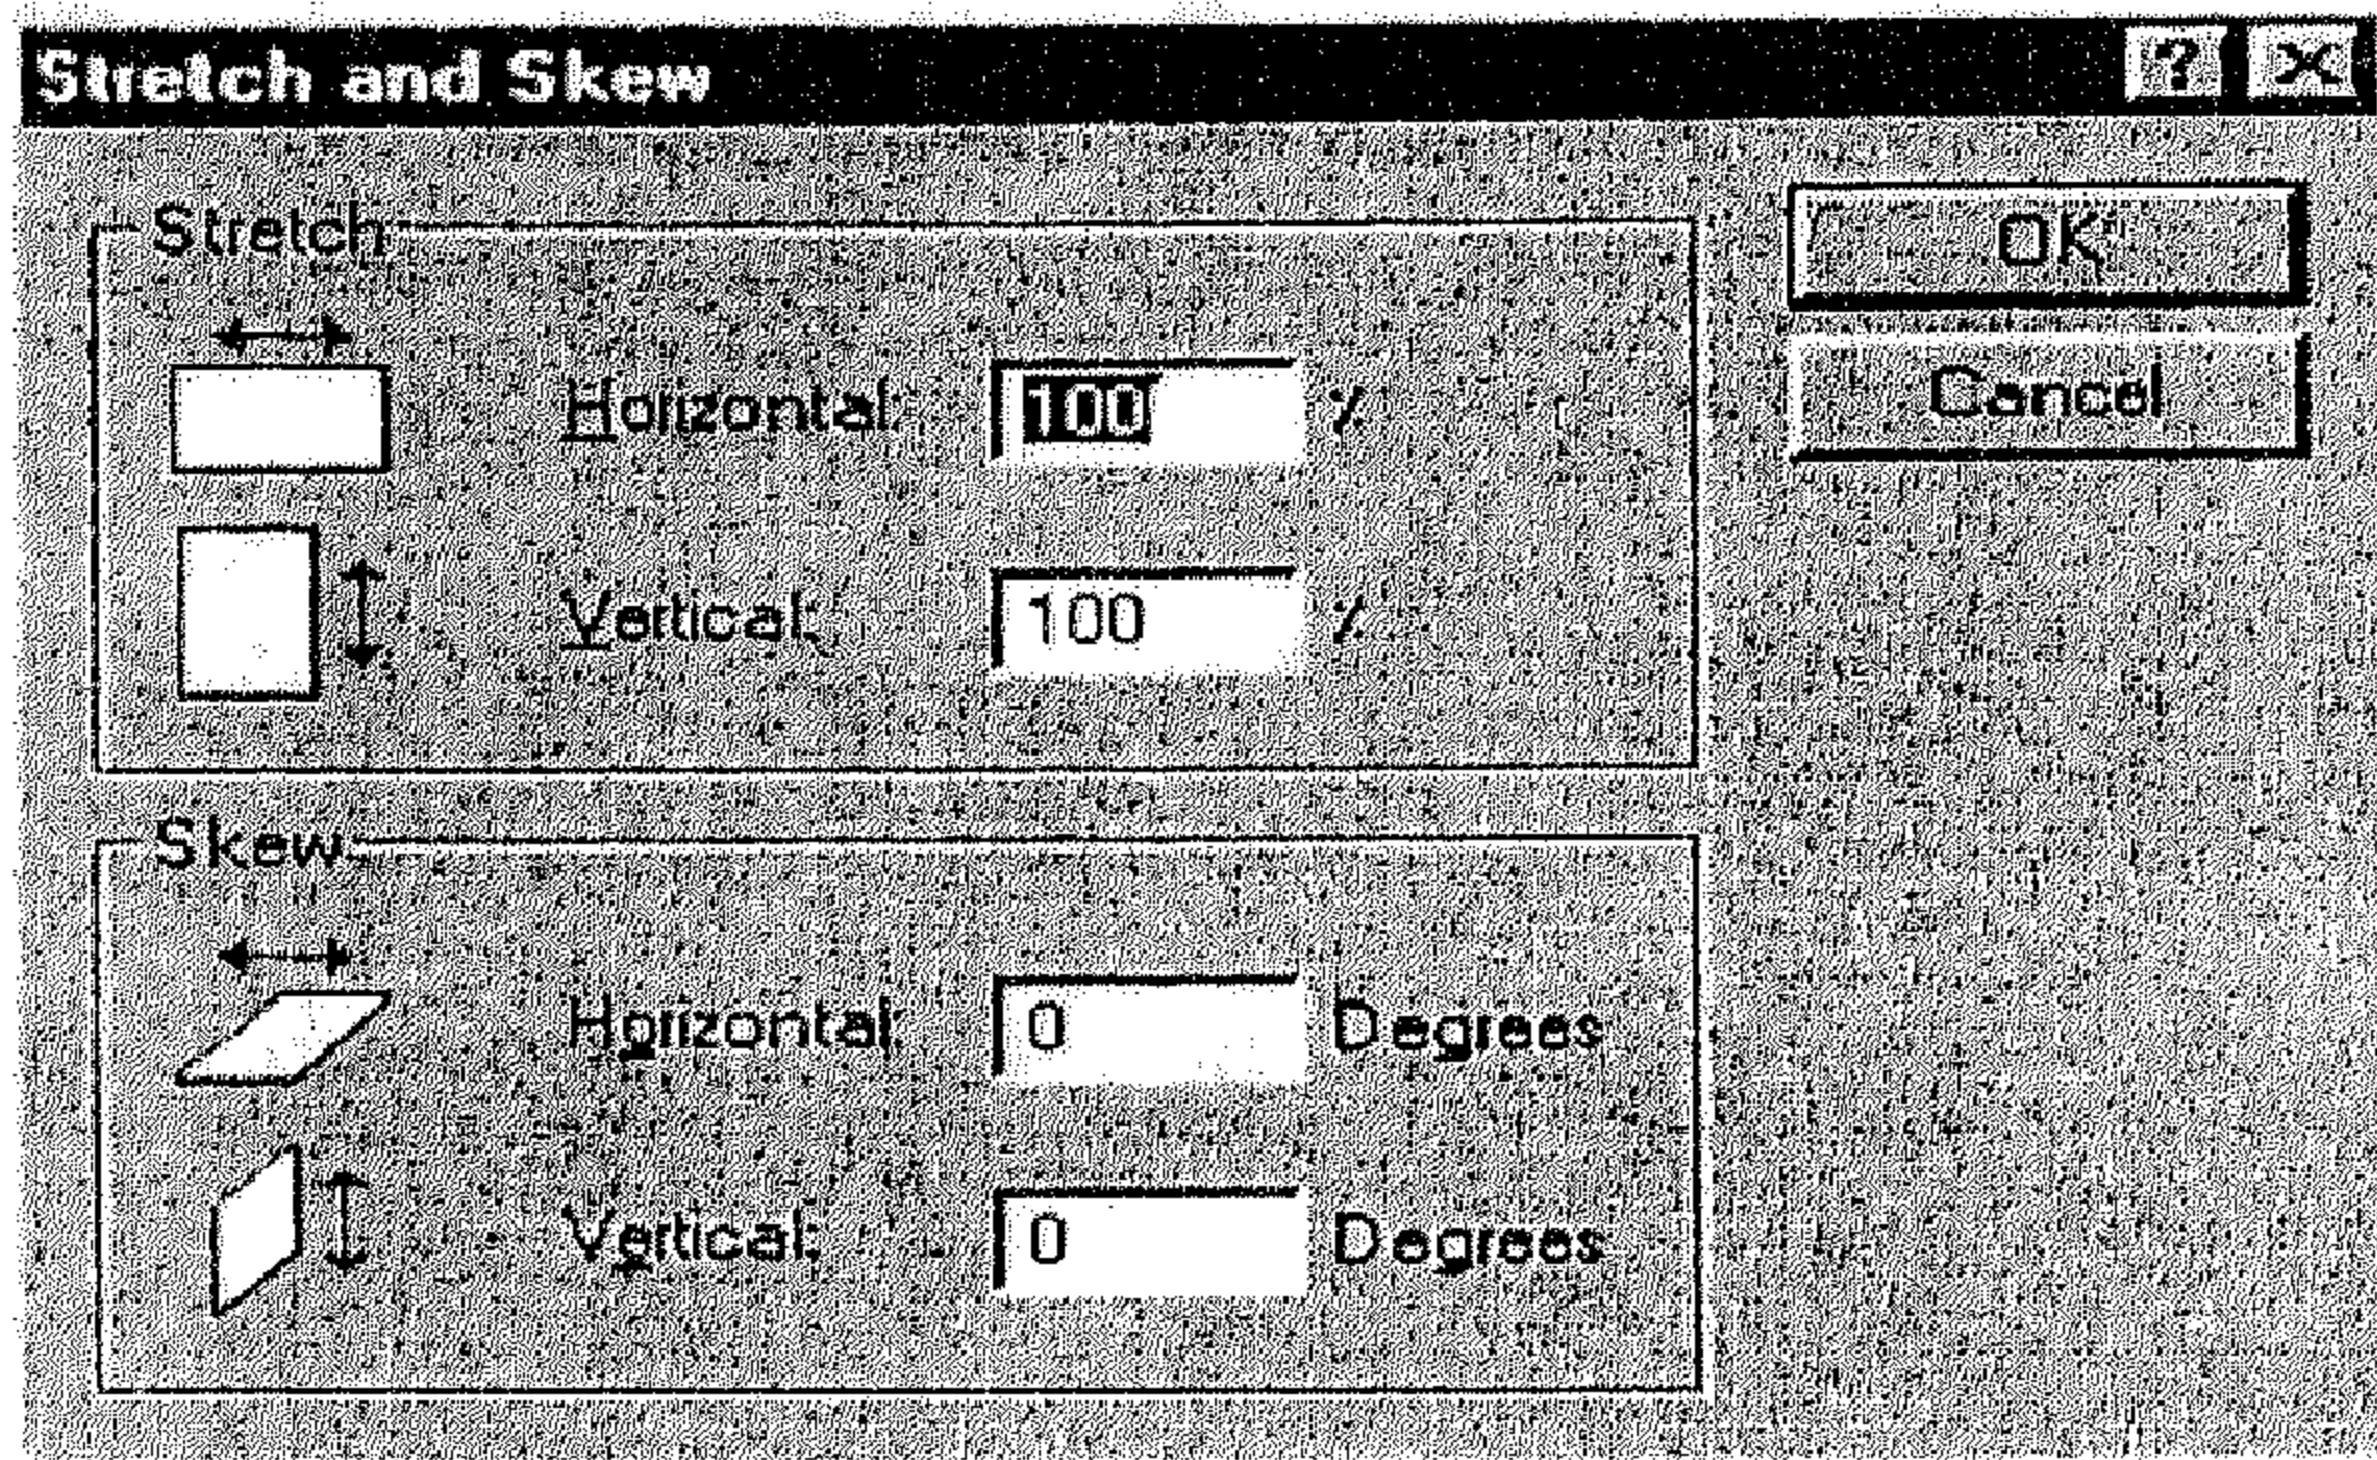 Stretch and Skew ?
Stretch
Horizontal: 100 %
Vertical: 100 %
OK
Cancel
Skew
Horizontal: 0 Degrees
Vertical: 0 Degrees